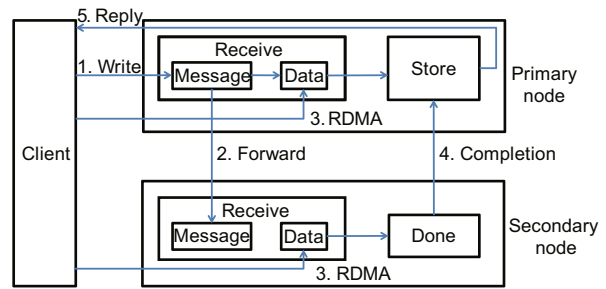 5. Reply
Receive
1. Write
Message
Data
Store
Primary
node
3. RDMA
Client
2. Forward
4. Completion
Receive
Message
Data
Done
Secondary
node
3. RDMA